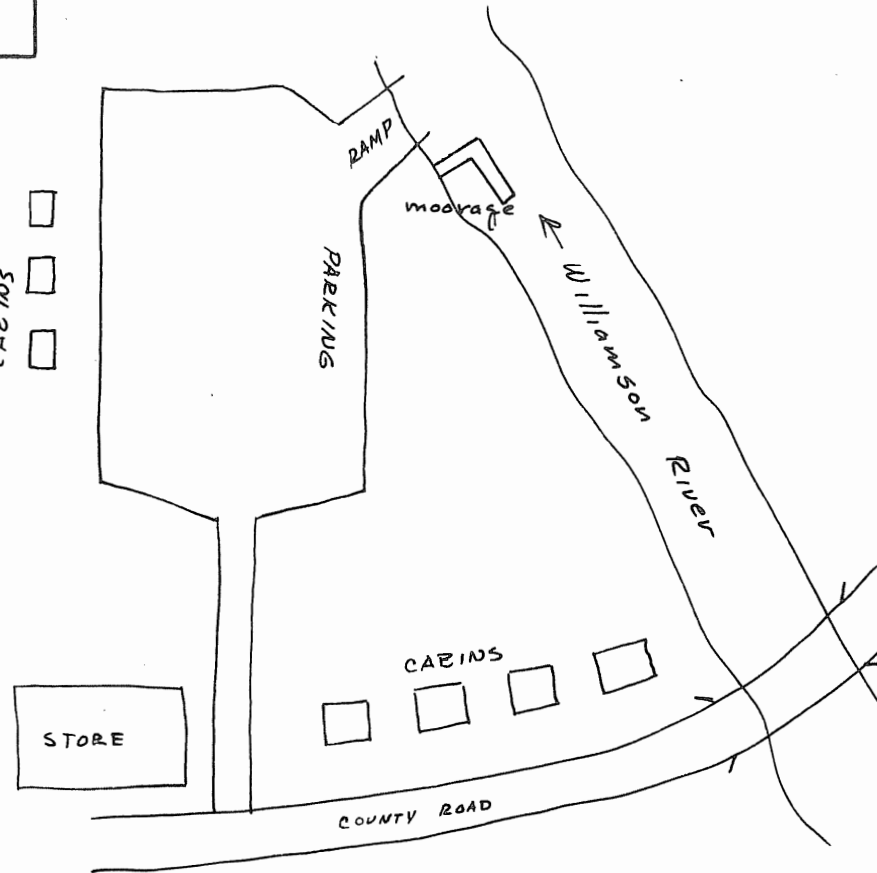 RAMP
moorage
PARKING
← Williamson River
CABINS
STORE
COUNTY ROAD